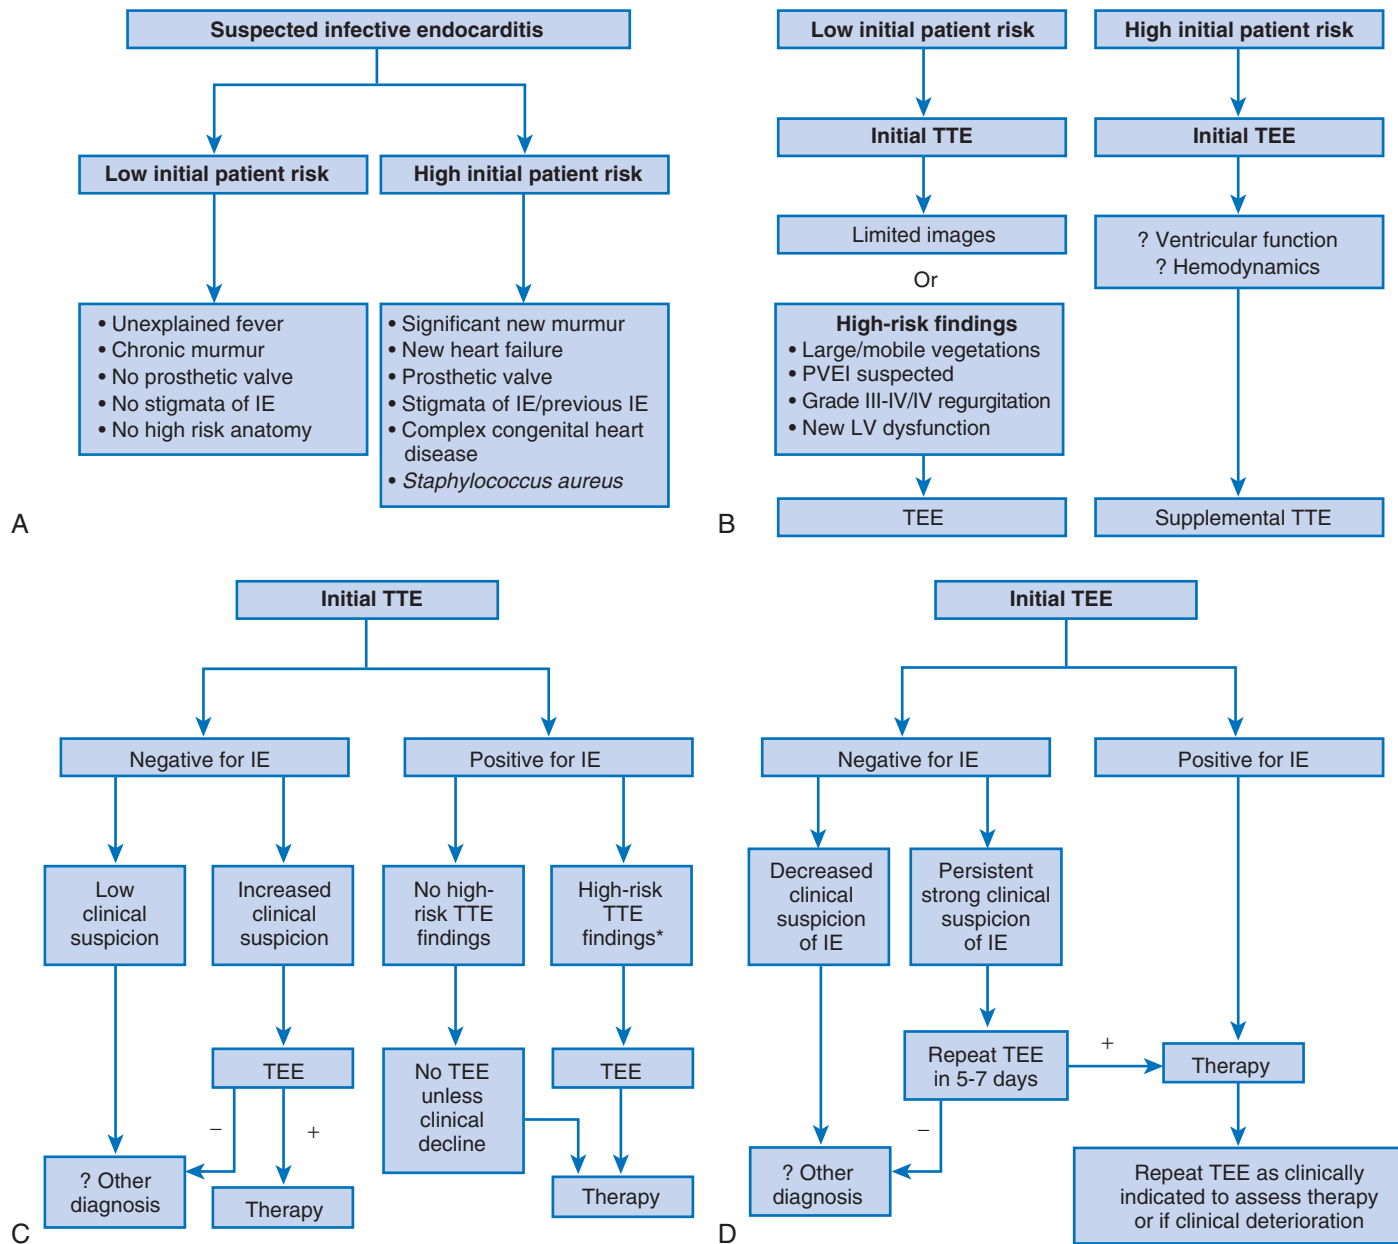 Suspected infective endocarditis
Low initial patient risk
High initial patient risk
• Unexplained fever
• Chronic murmur
• No prosthetic valve
• No stigmata of IE
• No high risk anatomy
• Significant new murmur
• New heart failure
• Prosthetic valve
• Stigmata of IE/previous IE
• Complex congenital heart
disease
• Staphylococcus aureus
A
Low initial patient risk
High initial patient risk
Initial TTE
Initial TEE
Limited images
? Ventricular function
? Hemodynamics
Or
High-risk findings
• Large/mobile vegetations
• PVEI suspected
• Grade III-IV/IV regurgitation
• New LV dysfunction
TEE
Supplemental TTE
B
Initial TTE
Negative for IE
Positive for IE
Low
clinical
suspicion
Increased
clinical
suspicion
No high-
risk TTE
findings
High-risk
TTE
findings*
TEE
No TEE
unless
clinical
decline
TEE
–
+
? Other
diagnosis
Therapy
Therapy
C
Initial TEE
Negative for IE
Positive for IE
Decreased
clinical
suspicion
of IE
Persistent
strong clinical
suspicion
of IE
Repeat TEE
in 5-7 days
+
Therapy
–
? Other
diagnosis
Repeat TEE as clinically
indicated to assess therapy
or if clinical deterioration
D